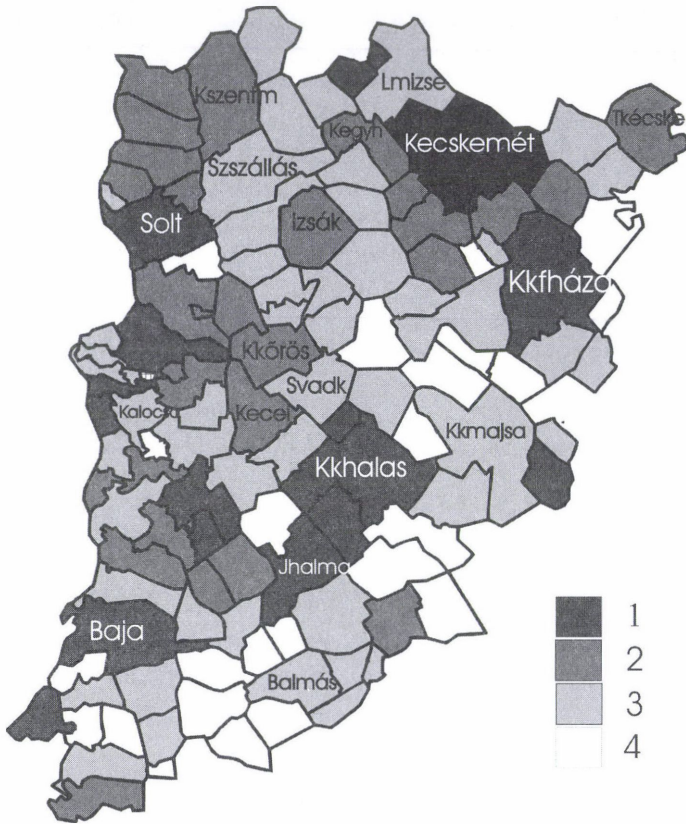 Lmizse
Kszenm
Kegyh
Tkécske
Kecskemét
Szszállás
Solt
Izsák
Kkfháza
Kkőrös
Svadk
Kalocsa
Kecel
Kkmajsa
Kkhalas
Jhalma
Baja
Balmás
1
2
3
4